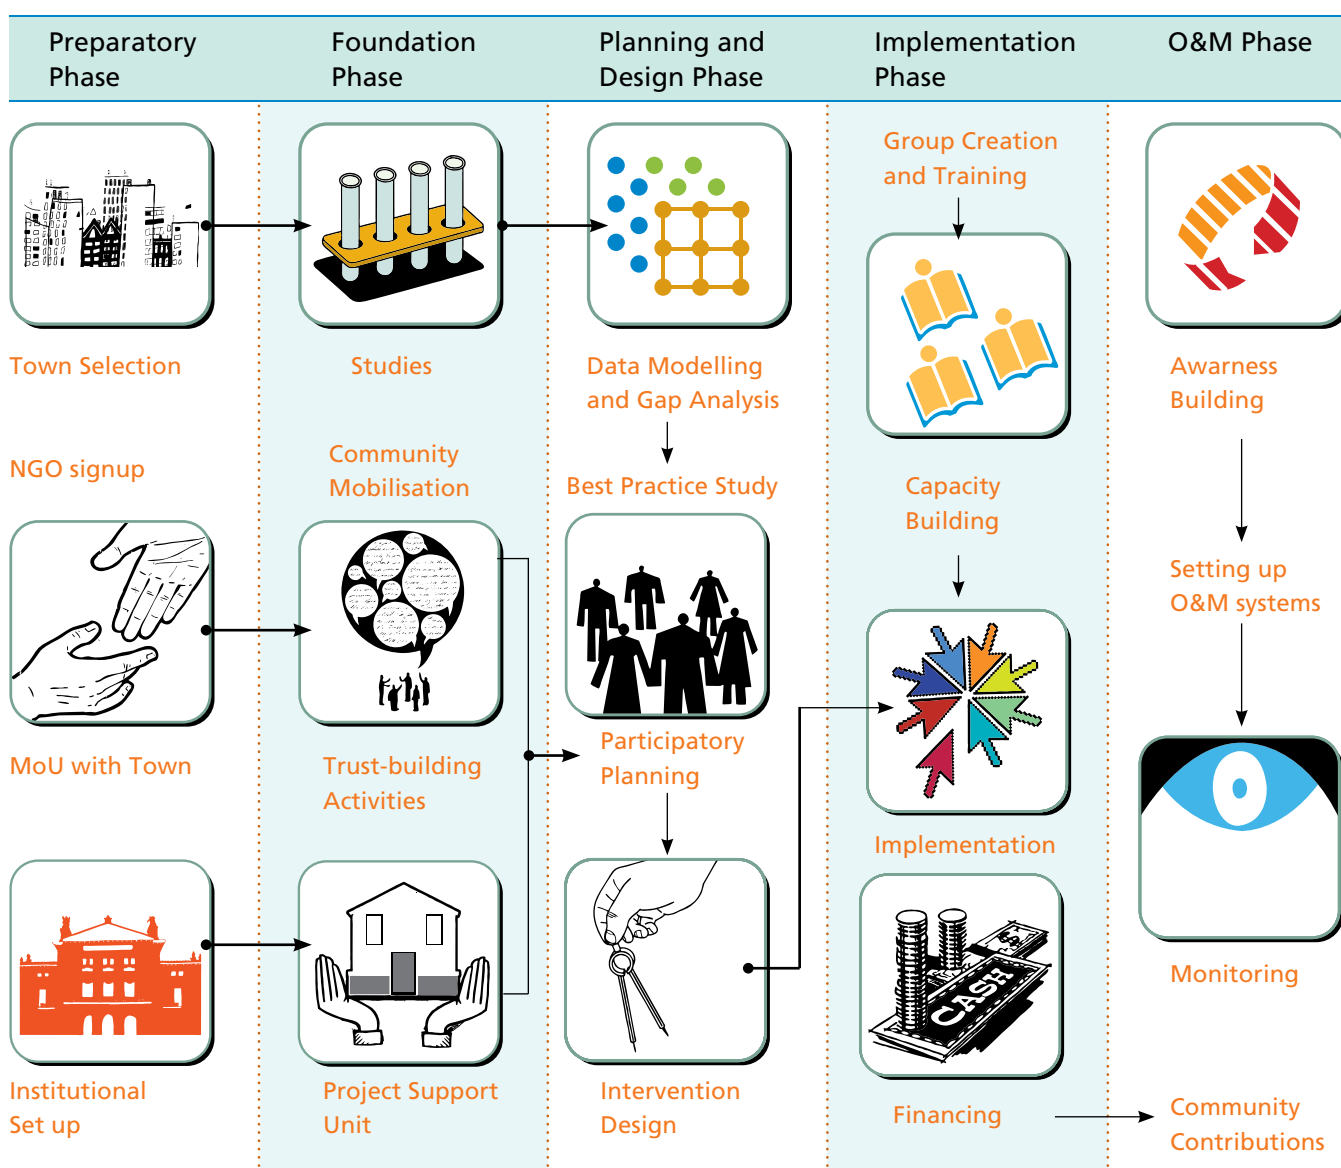 Preparatory
Phase
Foundation
Phase
Planning and
Design Phase
Implementation
Phase
O&M Phase
Town Selection
NGO signup
MoU with Town
Institutional
Set up
Studies
Community
Mobilisation
Trust-building
Activities
Project Support
Unit
Data Modelling
and Gap Analysis
Best Practice Study
Participatory
Planning
Intervention
Design
Group Creation
and Training
Capacity
Building
Implementation
CASH
Financing
Awarness
Building
Setting up
O&M systems
Monitoring
Community
Contributions